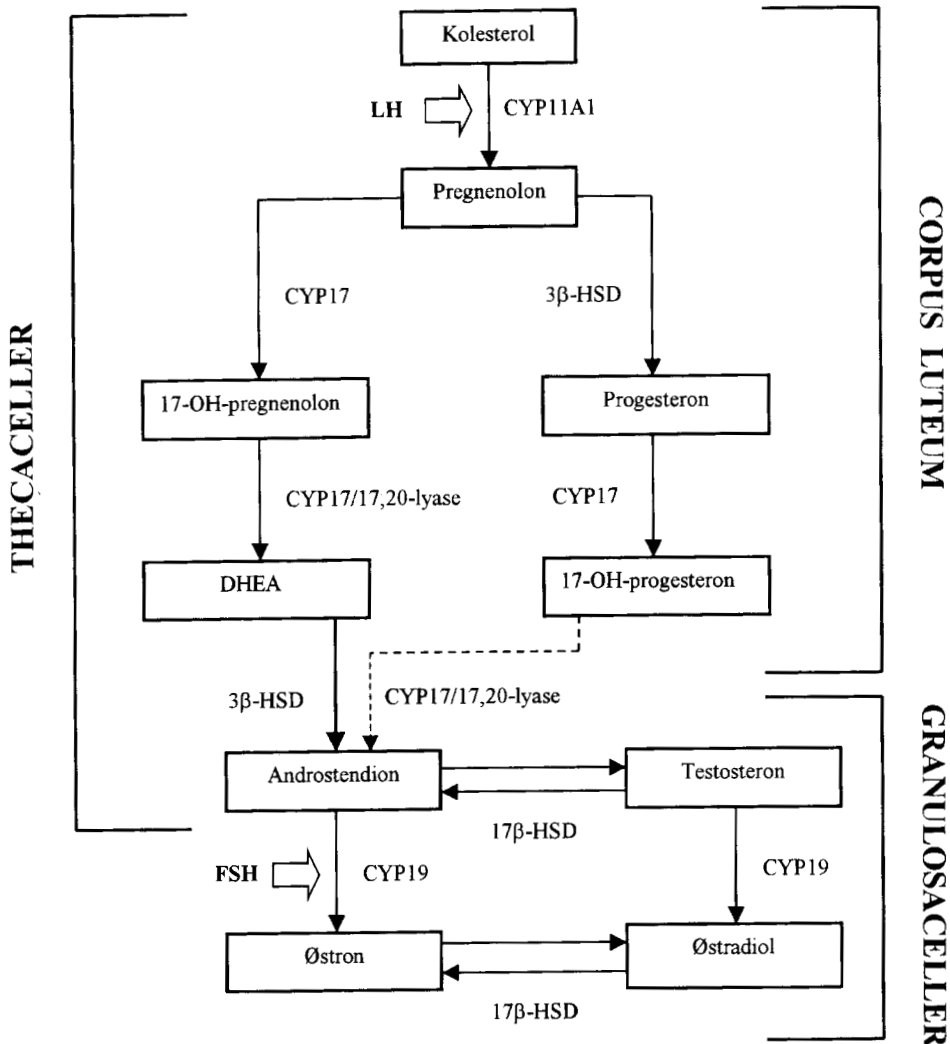 Kolesterol
LH
CYP11A1
Pregnenolon
CYP17
3β-HSD
17-OH-pregnenolon
Progesteron
CYP17/17,20-lyase
CYP17
DHEA
17-OH-progesteron
3β-HSD
CYP17/17,20-lyase
Androstendion
Testosteron
17β-HSD
FSH
CYP19
CYP19
Østron
Østradiol
17β-HSD
THECACELLER
CORPUS LUTEUM
GRANULOSACELLER